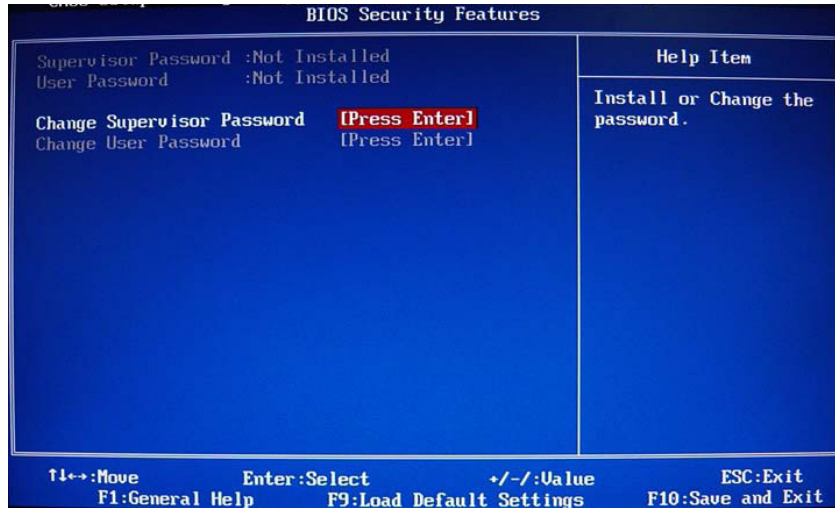 BIOS Security Features
Supervisor Password :Not Installed
User Password :Not Installed
Change Supervisor Password [Press Enter]
Change User Password [Press Enter]
Help Item
Install or Change the
password.
↑↓←→:Move Enter:Select +/-/:Value ESC:Exit
F1:General Help F9:Load Default Settings F10:Save and Exit